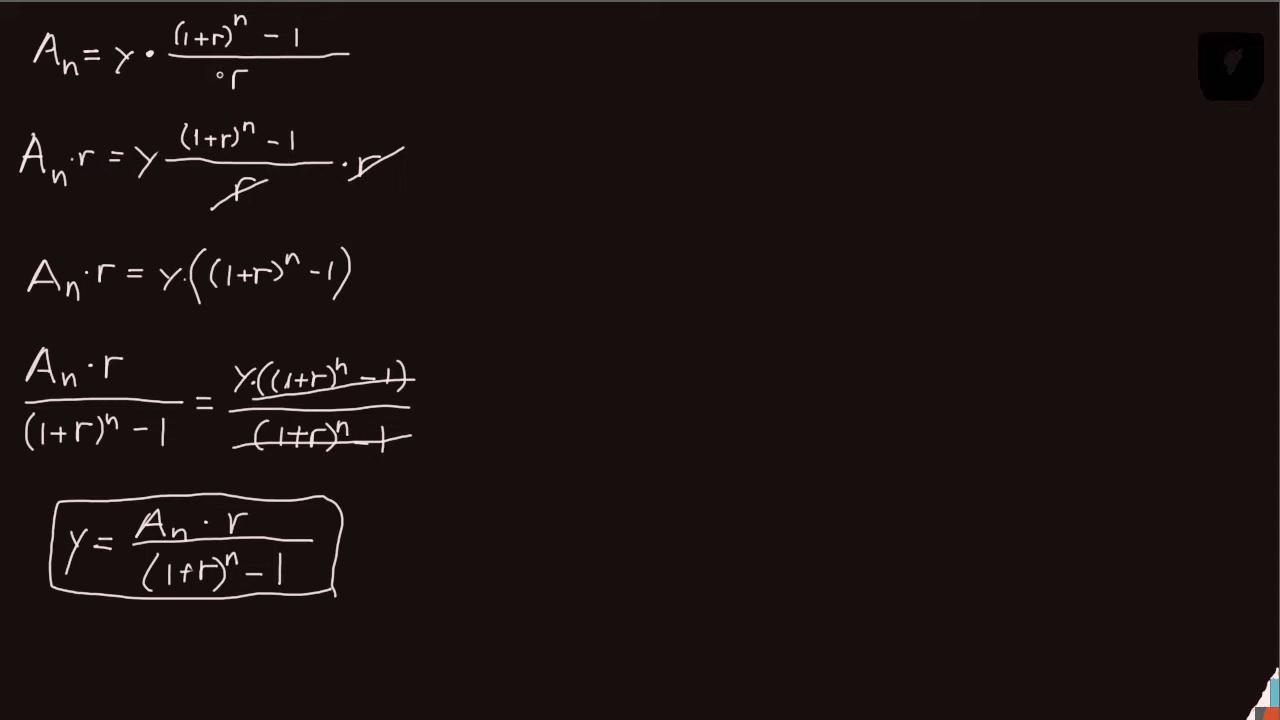 Aₙ = y · ((1+r)ⁿ - 1) / r
Aₙ · r = y ((1+r)ⁿ - 1) / r · r
Aₙ · r = y · ((1+r)ⁿ - 1)
(Aₙ · r) / ((1+r)ⁿ - 1) = (y · ((1+r)ⁿ - 1)) / ((1+r)ⁿ - 1)
y = (Aₙ · r) / ((1+r)ⁿ - 1)